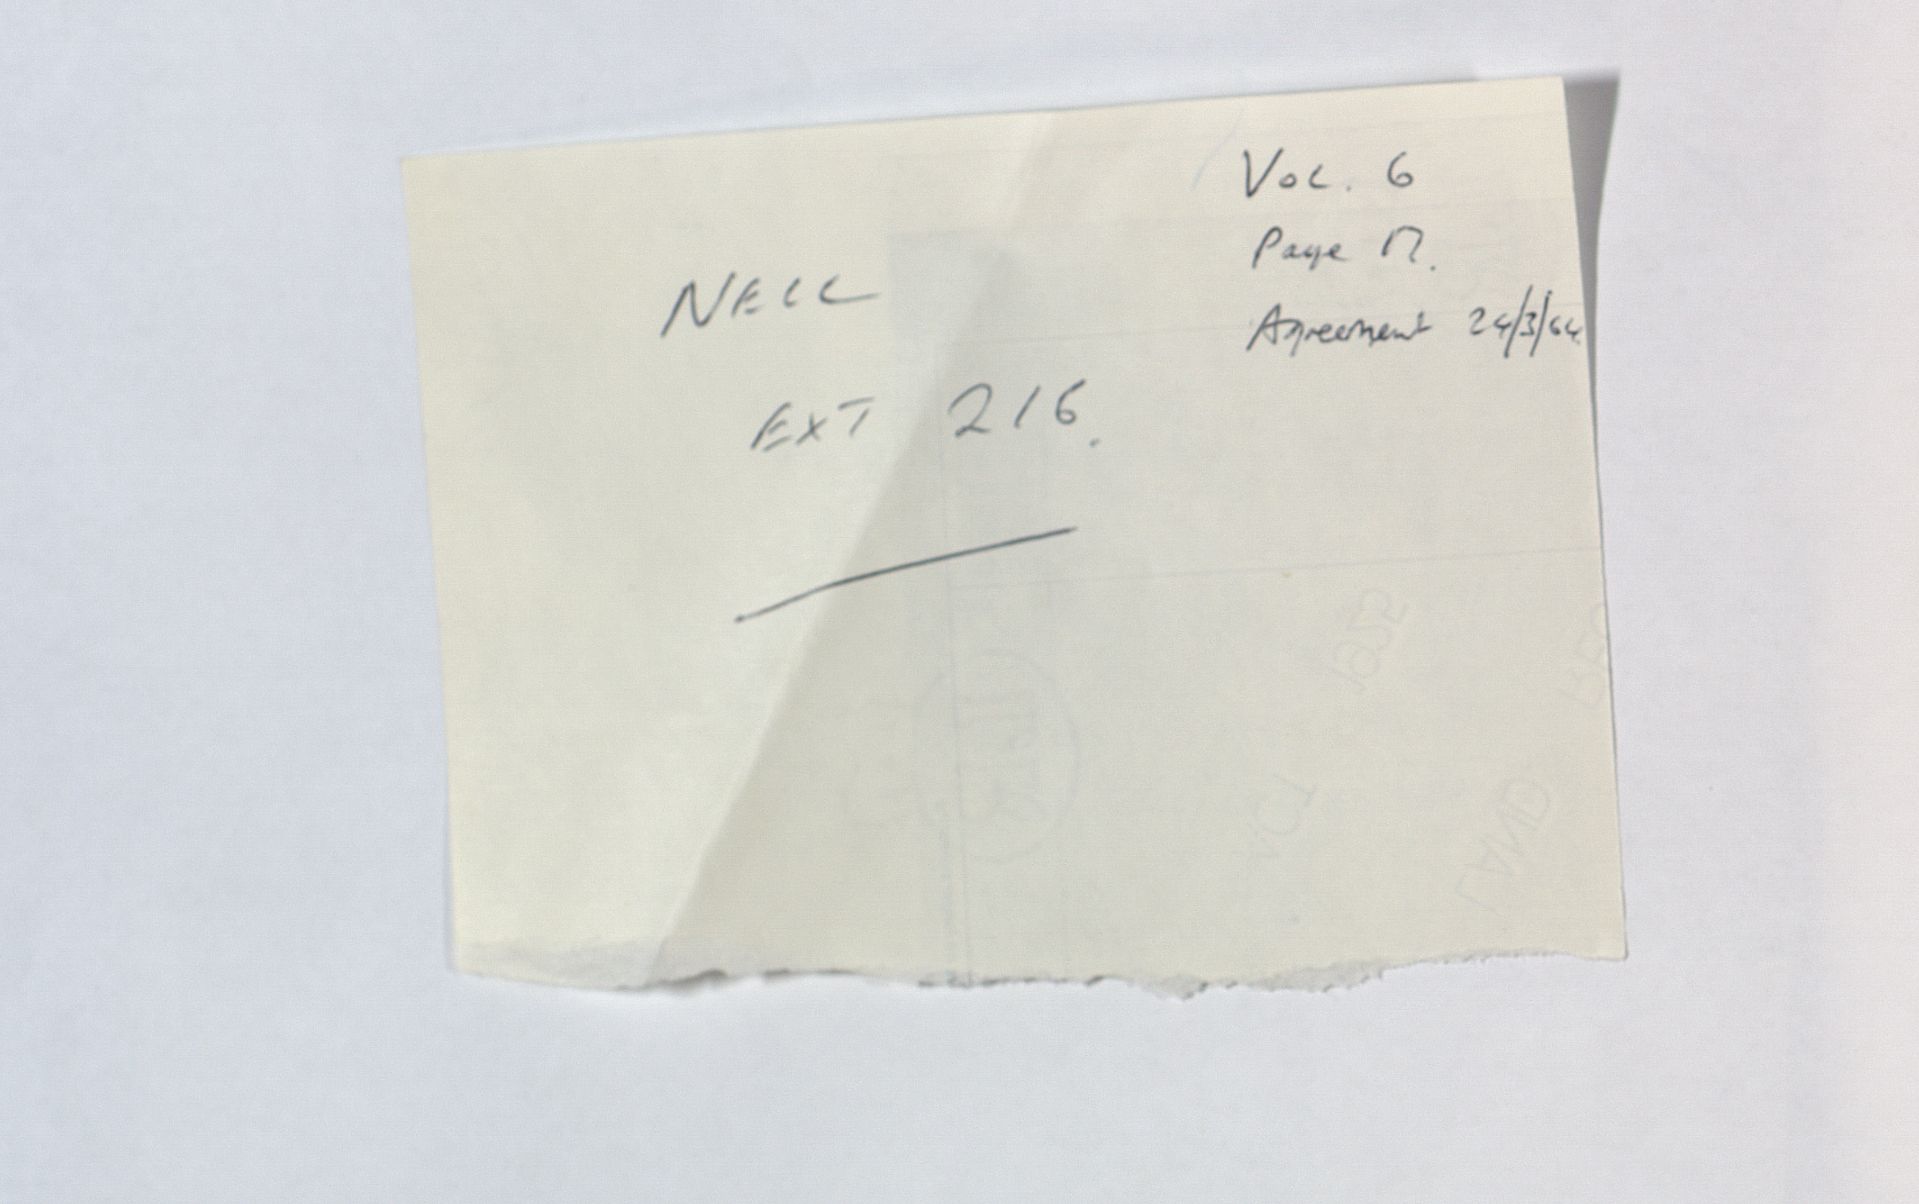 Vol. 6
Page 17.
Agreement 24/3/64.
NELL
EXT 216.